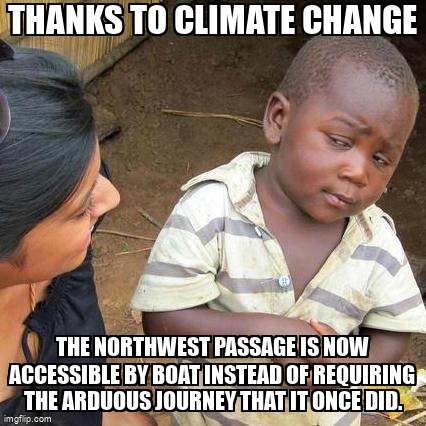 THANKS TO CLIMATE CHANGE
THE NORTHWEST PASSAGE IS NOW
ACCESSIBLE BY BOAT INSTEAD OF REQUIRING
THE ARDUOUS JOURNEY THAT IT ONCE DID.
imgflip.com